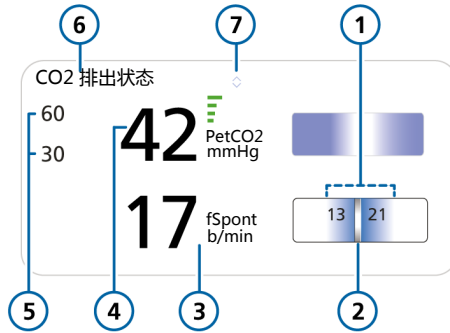 6
7
1
CO2 排出状态
60
30
42
PetCO2
mmHg
17
fSpont
b/min
13
21
5
4
3
2